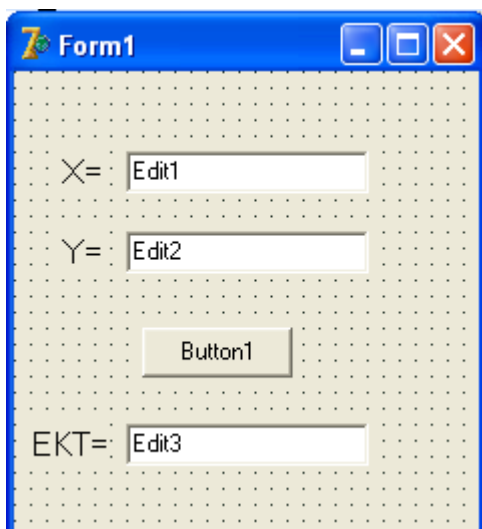 Form1
X= Edit1
Y= Edit2
Button1
EKT= Edit3